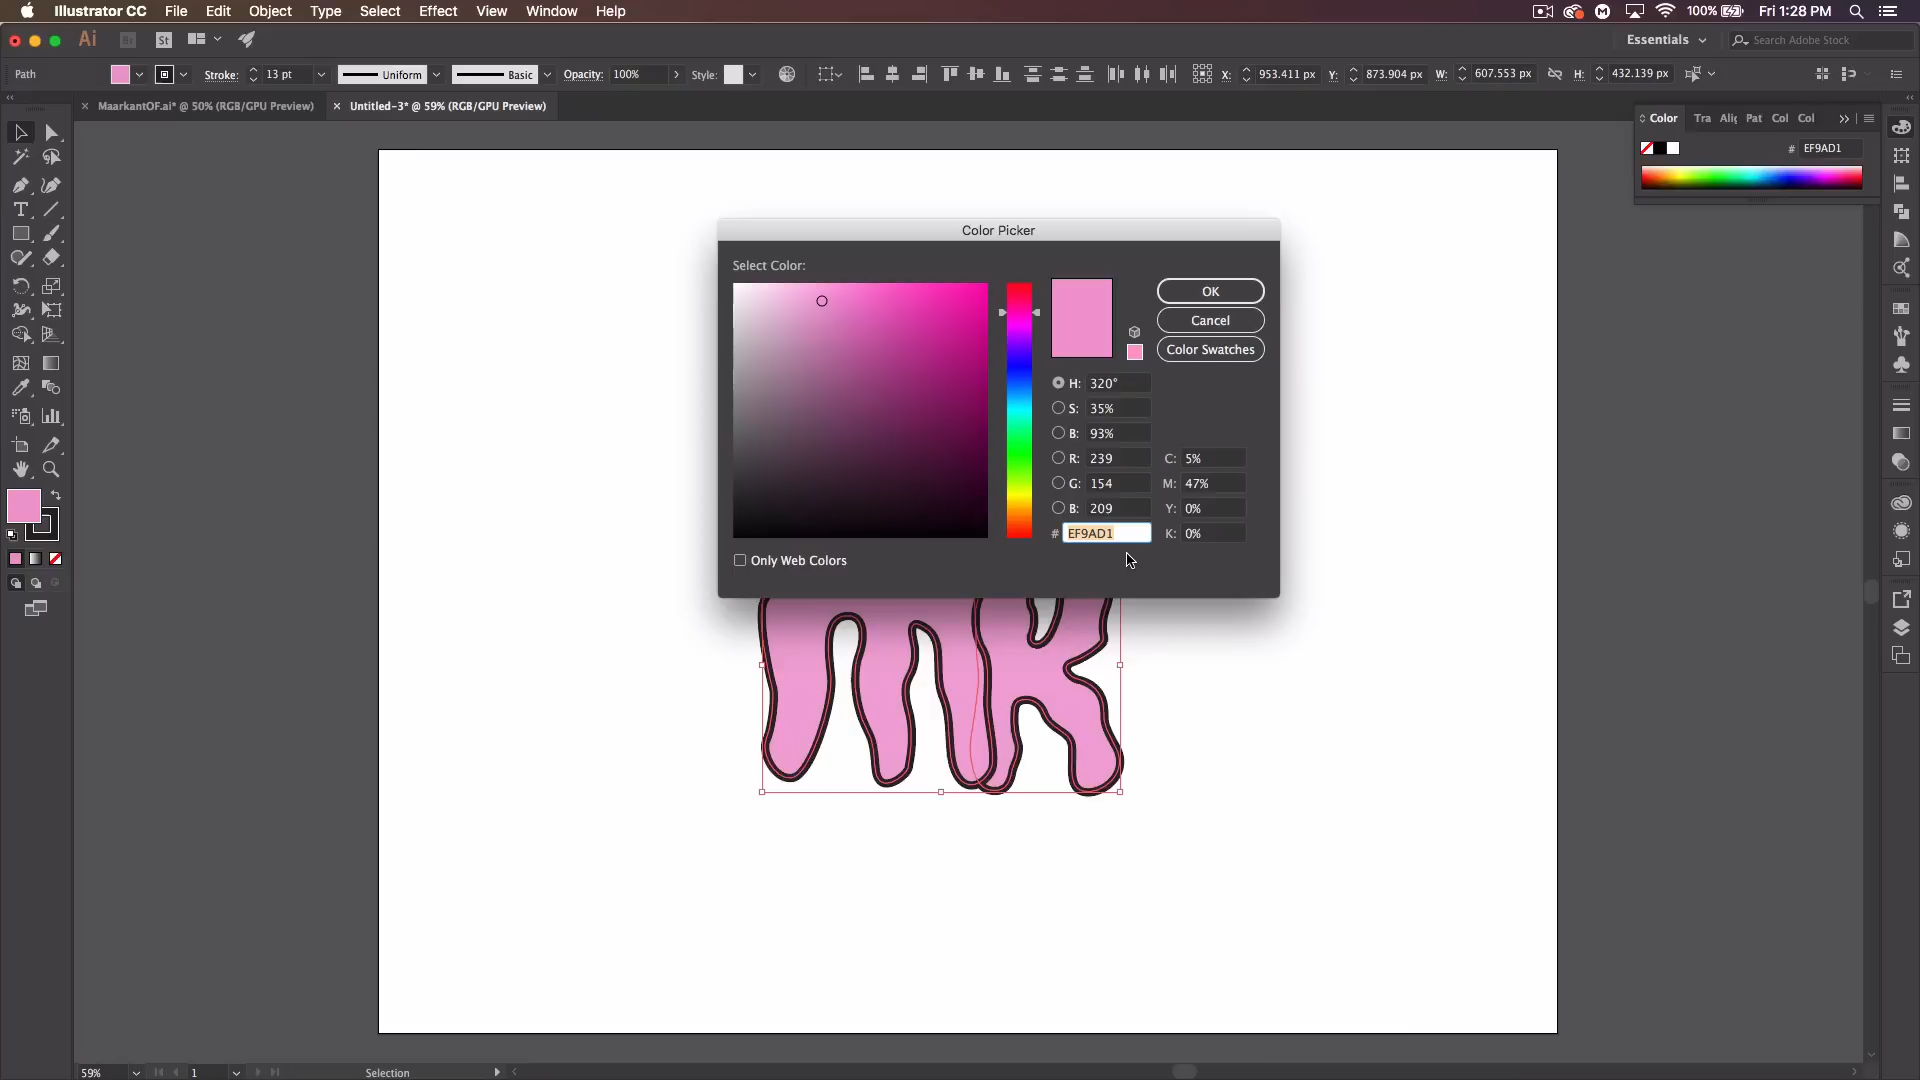 Illustrator CC File Edit Object Type Select Effect View Window Help 100% Fri 1:28 PM
Ai Br St Essentials Search Adobe Stock
Path Stroke: 13 pt Uniform Basic Opacity: 100% Style: X: 953.411 px Y: 873.904 px W: 607.553 px H: 432.139 px
× MaarkantOF.ai* @ 50% (RGB/GPU Preview) × Untitled-3* @ 59% (RGB/GPU Preview)
Color Tra Alig Pat Col Col
# EF9AD1
Color Picker
Select Color:
OK
Cancel
Color Swatches
H: 320°
S: 35%
B: 93%
R: 239 C: 5%
G: 154 M: 47%
B: 209 Y: 0%
# EF9AD1 K: 0%
Only Web Colors
59% 1 Selection